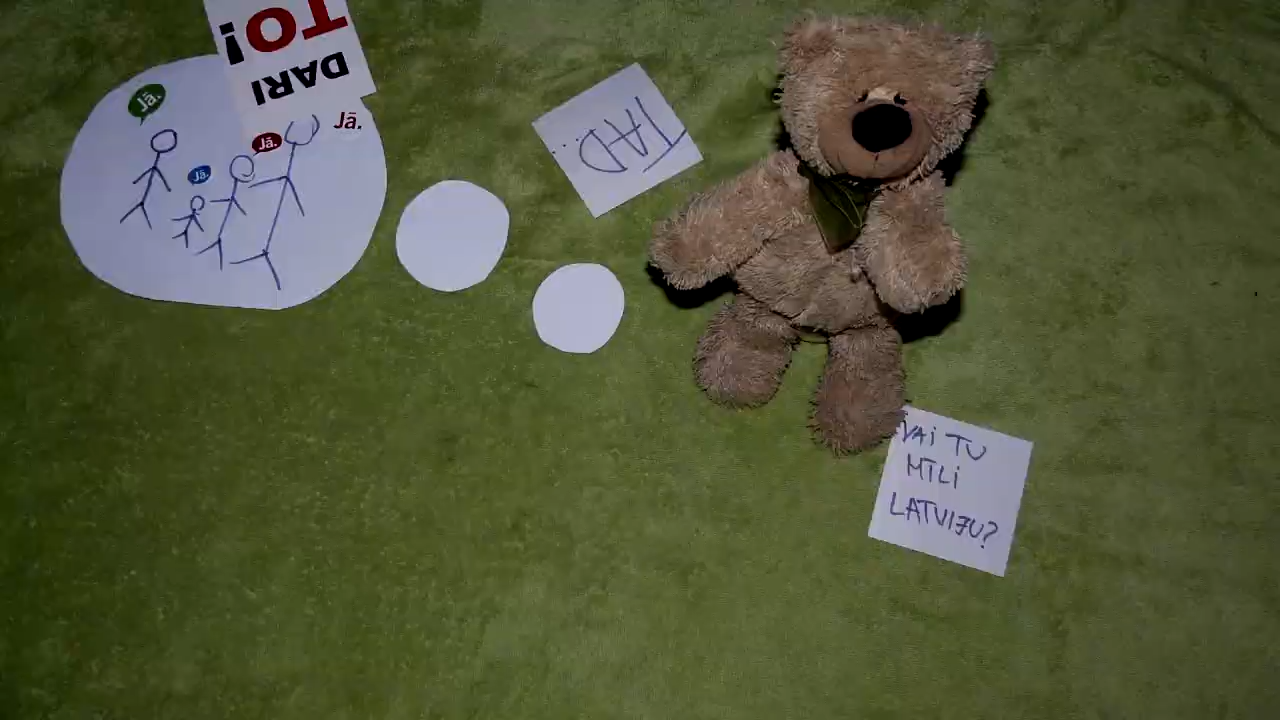 DARI
TO!
Jā.
Jā.
Jā.
Jā.
TAD...
VAI TU
MĪLI
LATVIJU?